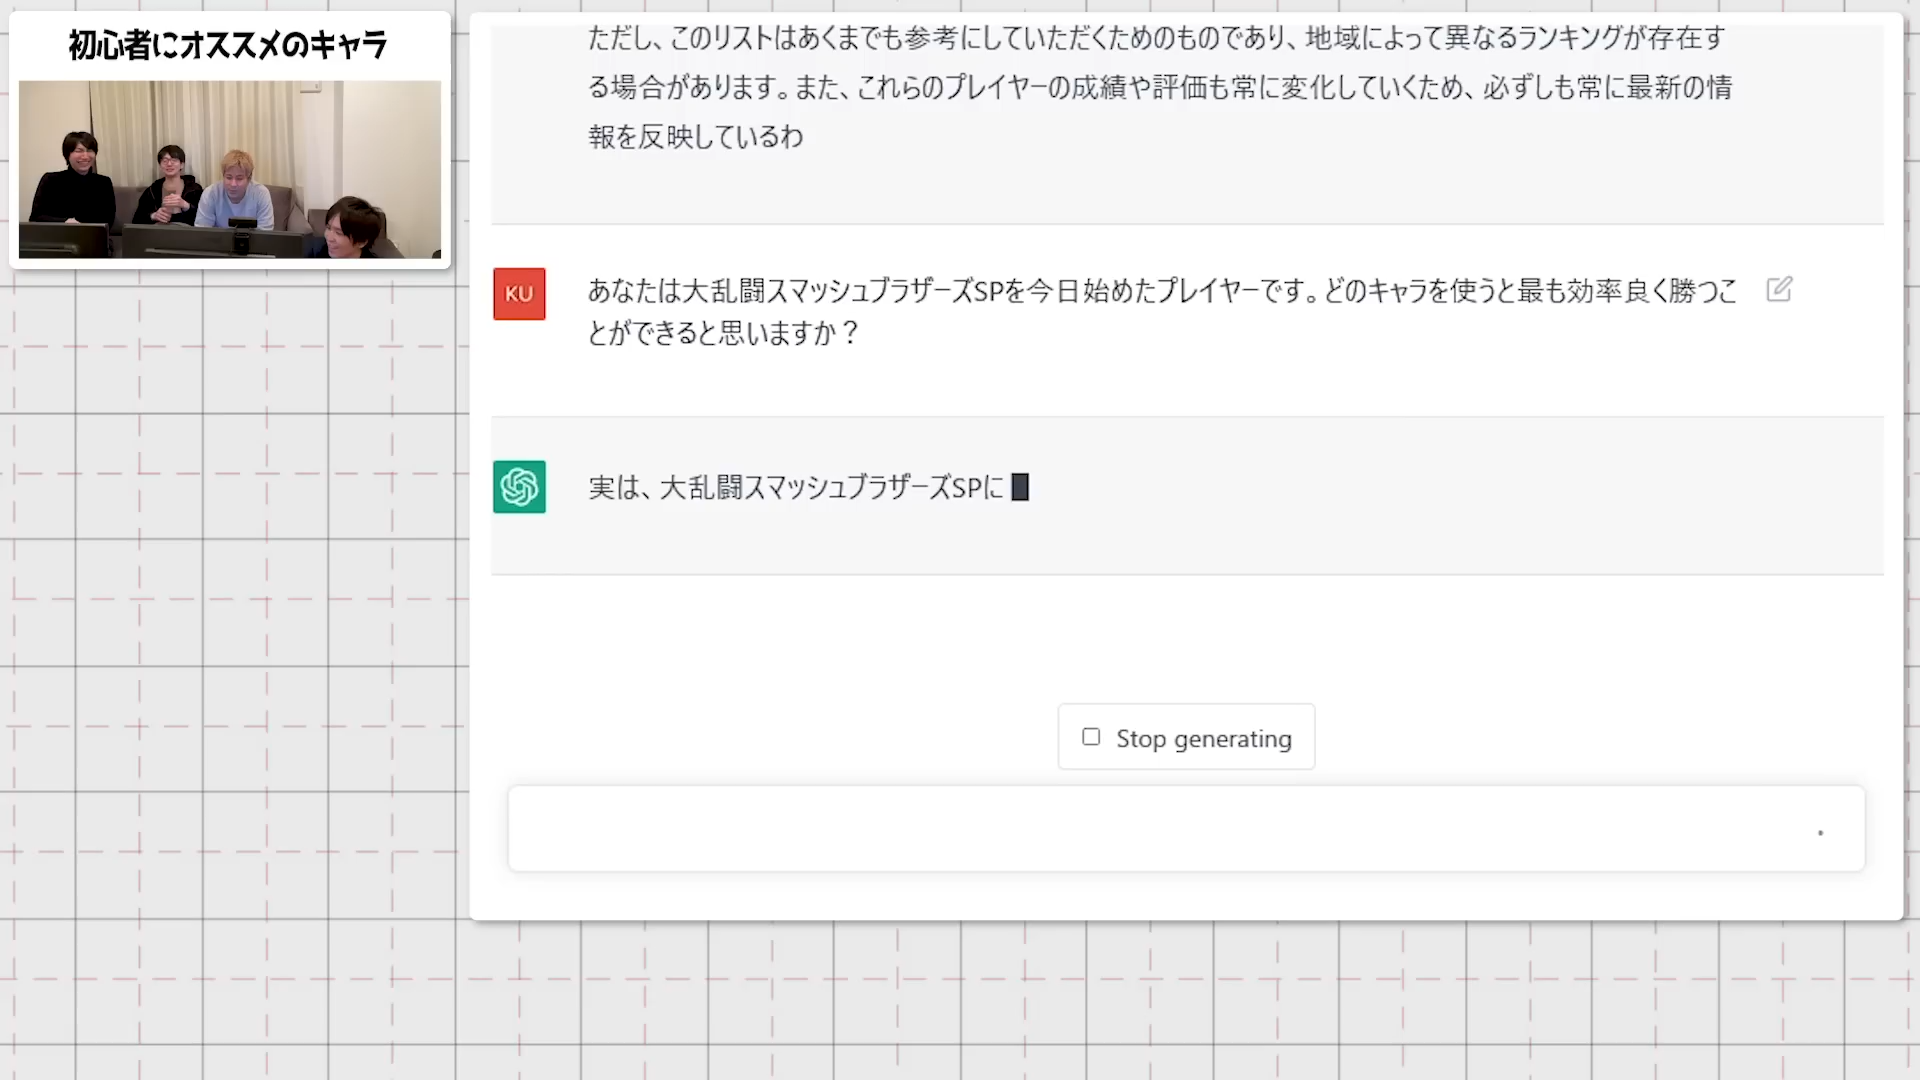 初心者にオススメのキャラ
ただし、このリストはあくまでも参考にしていただくためのものであり、地域によって異なるランキングが存在す
る場合があります。また、これらのプレイヤーの成績や評価も常に変化していくため、必ずしも常に最新の情
報を反映しているわ
KU
あなたは大乱闘スマッシュブラザーズSPを今日始めたプレイヤーです。どのキャラを使うと最も効率良く勝つこ
とができると思いますか？
実は、大乱闘スマッシュブラザーズSPに
Stop generating